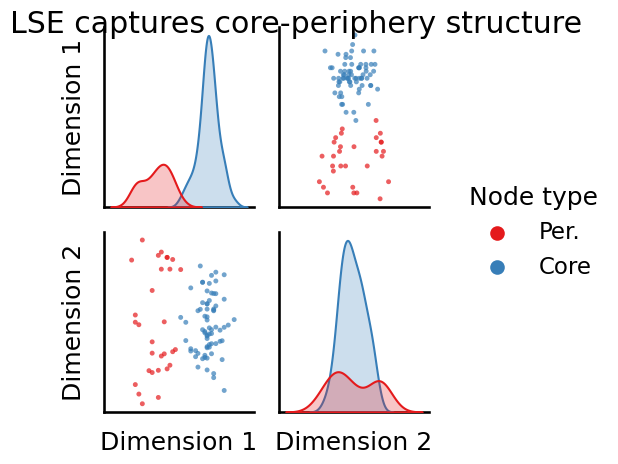 LSE captures core-periphery structure
Dimension 1
Dimension 2
Dimension 1
Dimension 2
Node type
Per.
Core